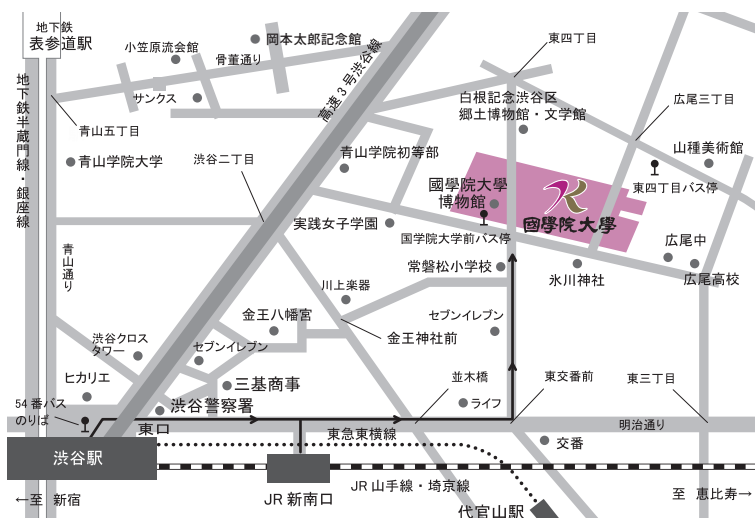 地下鉄
表参道駅
小笠原流会館
岡本太郎記念館
骨董通り
サンクス
高速3号渋谷線
東四丁目
白根記念渋谷区
郷土博物館・文学館
広尾三丁目
山種美術館
東四丁目バス停
地下鉄半蔵門線・銀座線
青山五丁目
青山学院大学
渋谷二丁目
青山学院初等部
國學院大學
博物館
國學院大學
国学院大学前バス停
実践女子学園
常磐松小学校
氷川神社
広尾中
広尾高校
青山通り
川上楽器
金王八幡宮
金王神社前
セブンイレブン
渋谷クロス
タワー
セブンイレブン
ヒカリエ
三基商事
並木橋
東交番前
東三丁目
54番バス
のりば
渋谷警察署
ライフ
東口
東急東横線
明治通り
交番
渋谷駅
JR新南口
JR山手線・埼京線
代官山駅
←至 新宿
至 恵比寿→